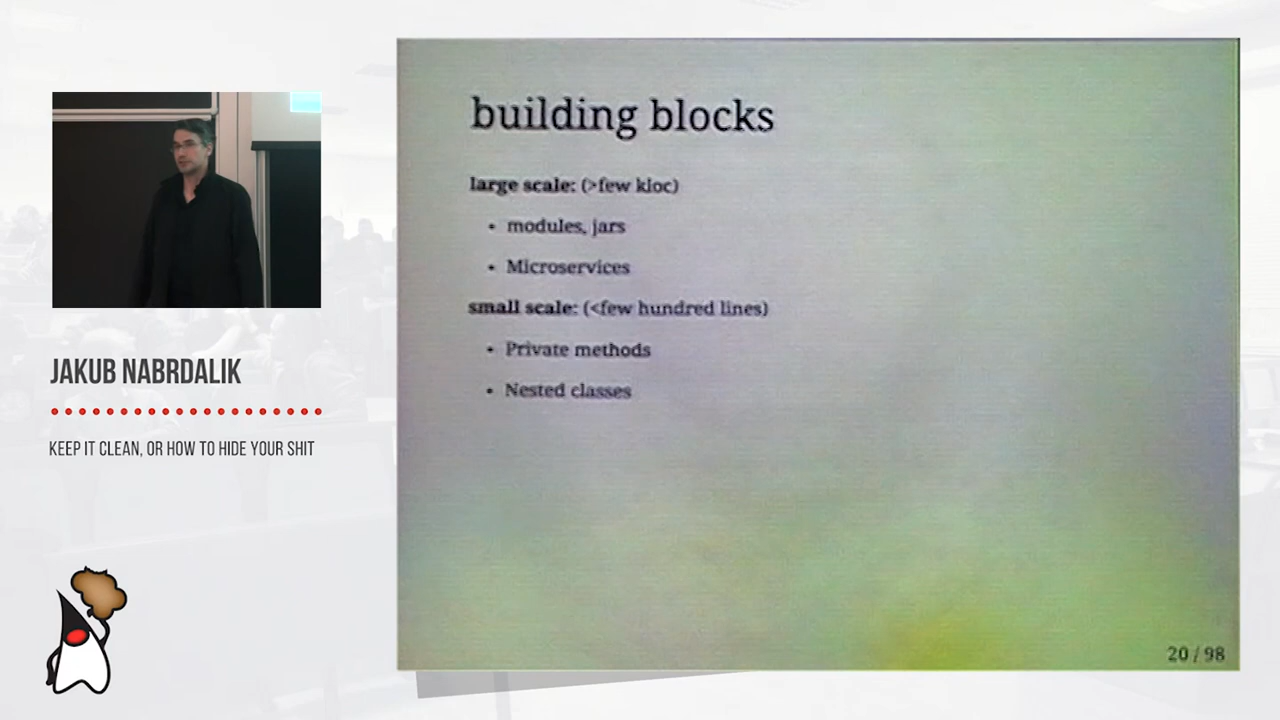 JAKUB NABRDALIK
KEEP IT CLEAN, OR HOW TO HIDE YOUR SHIT
building blocks
large scale: (>few kloc)
• modules, jars
• Microservices
small scale: (<few hundred lines)
• Private methods
• Nested classes
20 / 98